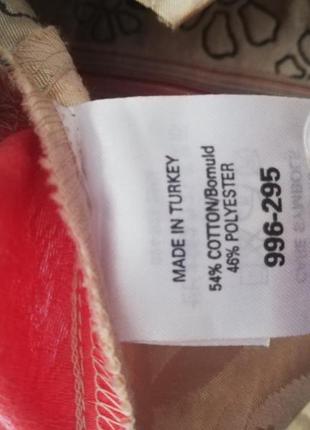 MADE IN TURKEY
54% COTTON/Bomuld
46% POLYESTER
996-295